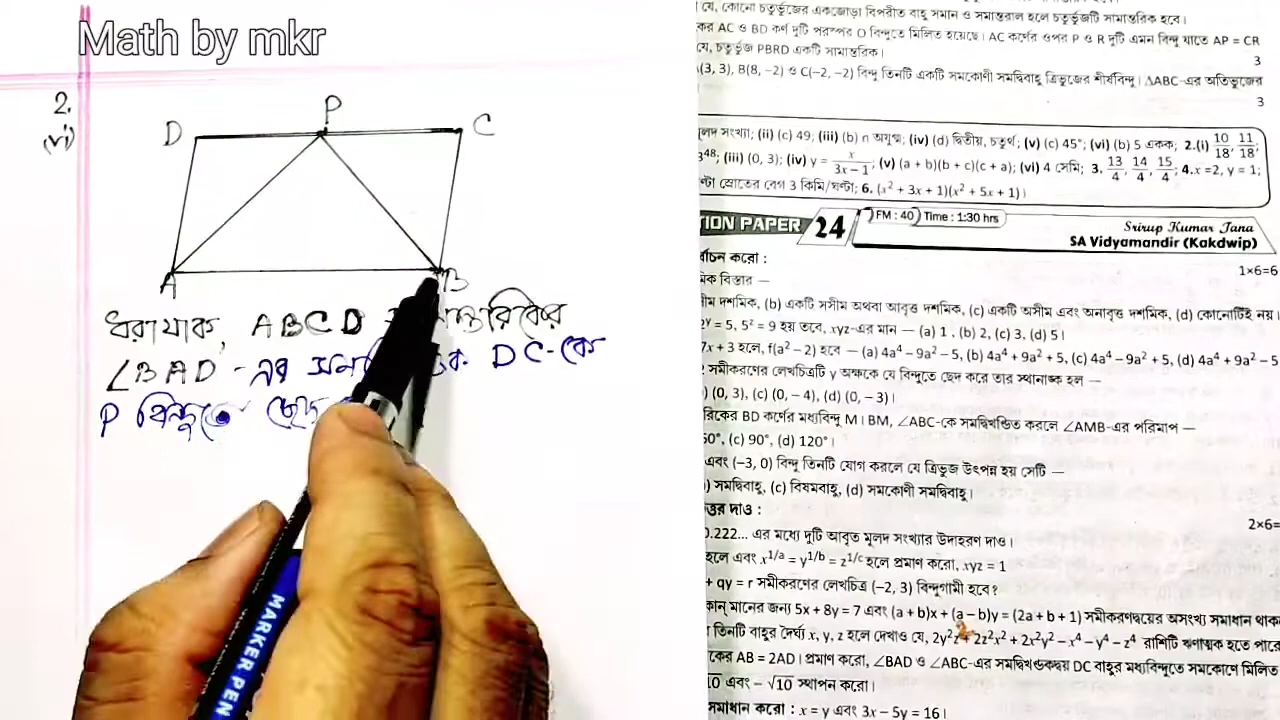 Math by mkr
2.
(vi)
D
P
C
A
B
ধরা যাক, ABCD
∠BAD - এর DC-কে
P বিন্দুতে ছেদ
MARKER PEN
যে, কোনো চতুর্ভুজের একজোড়া বিপরীত বাহু সমান ও সমান্তরাল হলে চতুর্ভুজটি সামান্তরিক হবে।
কর AC ও BD কর্ণ দুটি পরস্পর O বিন্দুতে মিলিত হয়েছে। AC কর্ণের ওপর P ও R দুটি এমন বিন্দু যাতে AP = CR
যে, চতুর্ভুজ PBRD একটি সামান্তরিক।
3
(3, 3), B(8, –2) ও C(–2, –2) বিন্দু তিনটি একটি সমকোণী সমদ্বিবাহু ত্রিভুজের শীর্ষবিন্দু। ΔABC-এর অতিভুজের
3
মূলদ সংখ্যা; (ii) (c) 49; (iii) (b) n অযুগ্ম; (iv) (d) দ্বিতীয়, চতুর্থ; (v) (c) 45°; (vi) (b) 5 একক; 2.(i) 10/18, 11/18;
3⁴⁸; (iii) (0, 3); (iv) y = x/(3x – 1); (v) (a + b)(b + c)(c + a); (vi) 4 সেমি; 3. 13/4, 14/4, 15/4; 4. x = 2, y = 1;
ণ্টা স্রোতের বেগ 3 কিমি/ঘণ্টা; 6. (x² + 3x + 1)(x² + 5x + 1)।
TION PAPER 24 FM : 40 Time : 1:30 hrs
Srirup Kumar Jana
SA Vidyamandir (Kakdwip)
র্বাচন করো : 1×6=6
মিক বিস্তার —
সীম দশমিক, (b) একটি সসীম অথবা আবৃত্ত দশমিক, (c) একটি অসীম এবং অনাবৃত্ত দশমিক, (d) কোনোটিই নয়।
2ʸ = 5, 5ᶻ = 9 হয় তবে, xyz-এর মান — (a) 1, (b) 2, (c) 3, (d) 5।
7x + 3 হলে, f(a² – 2) হবে — (a) 4a⁴ – 9a² – 5, (b) 4a⁴ + 9a² + 5, (c) 4a⁴ – 9a² + 5, (d) 4a⁴ + 9a² – 5
সমীকরণের লেখচিত্রটি y অক্ষকে যে বিন্দুতে ছেদ করে তার স্থানাঙ্ক হল —
) (0, 3), (c) (0, – 4), (d) (0, – 3)।
রিকের BD কর্ণের মধ্যবিন্দু M। BM, ∠ABC-কে সমদ্বিখণ্ডিত করলে ∠AMB-এর পরিমাপ —
60°, (c) 90°, (d) 120°।
এবং (–3, 0) বিন্দু তিনটি যোগ করলে যে ত্রিভুজ উৎপন্ন হয় সেটি —
) সমদ্বিবাহু, (c) বিষমবাহু, (d) সমকোণী সমদ্বিবাহু।
ত্তর দাও : 2×6=
0.222... এর মধ্যে দুটি আবৃত মূলদ সংখ্যার উদাহরণ দাও।
হলে এবং x^1/a = y^1/b = z^1/c হলে প্রমাণ করো, xyz = 1
+ qy = r সমীকরণের লেখচিত্র (–2, 3) বিন্দুগামী হবে?
কোন্ মানের জন্য 5x + 8y = 7 এবং (a + b)x + (a – b)y = (2a + b + 1) সমীকরণদ্বয়ের অসংখ্য সমাধান থাক
তিনটি বাহুর দৈর্ঘ্য x, y, z হলে দেখাও যে, 2y²z² + 2z²x² + 2x²y² – x⁴ – y⁴ – z⁴ রাশিটি ঋণাত্মক হতে পারে
কের AB = 2AD। প্রমাণ করো, ∠BAD ও ∠ABC-এর সমদ্বিখণ্ডকদ্বয় DC বাহুর মধ্যবিন্দুতে সমকোণে মিলিত
10 এবং – √10 স্থাপন করো।
সমাধান করো : x = y এবং 3x – 5y = 16।